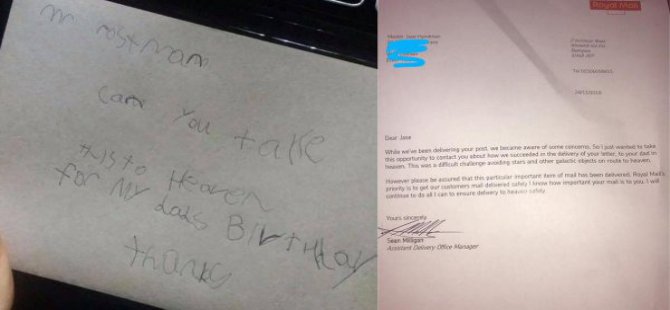 Mr Postman
can you take
this to Heaven
for My dads BirtHday
thanks
Royal Mail
Dear Jase
While we've been delivering your post, we became aware of some concerns. So I just wanted to take
this opportunity to contact you about how we succeeded in the delivery of your letter, to your dad in
heaven. This was a difficult challenge avoiding stars and other galactic objects on route to heaven.
However please be assured that this particular important item of mail has been delivered. Royal Mail's
priority is to get our customers mail delivered safely. I know how important your mail is to you. I will
continue to do all I can to ensure delivery to heaven safely.
Yours sincerely
Sean Milligan
Assistant Delivery Office Manager